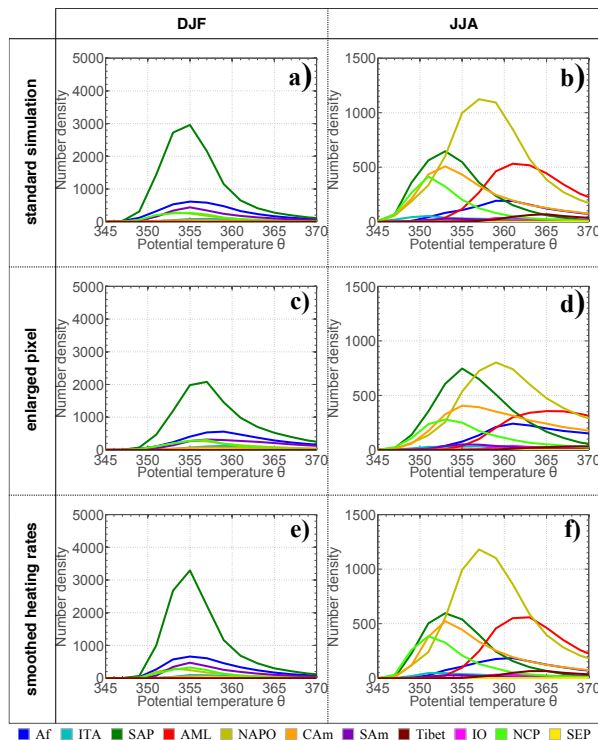 DJF JJA
standard simulation
a)
Number density
5000
4000
3000
2000
1000
0
345 350 355 360 365 370
Potential temperature θ
b)
Number density
1500
1000
500
0
345 350 355 360 365 370
Potential temperature θ
enlarged pixel
c)
Number density
5000
4000
3000
2000
1000
0
345 350 355 360 365 370
Potential temperature θ
d)
Number density
1500
1000
500
0
345 350 355 360 365 370
Potential temperature θ
smoothed heating rates
e)
Number density
5000
4000
3000
2000
1000
0
345 350 355 360 365 370
Potential temperature θ
f)
Number density
1500
1000
500
0
345 350 355 360 365 370
Potential temperature θ
Af ITA SAP AML NAPO CAm SAm Tibet IO NCP SEP